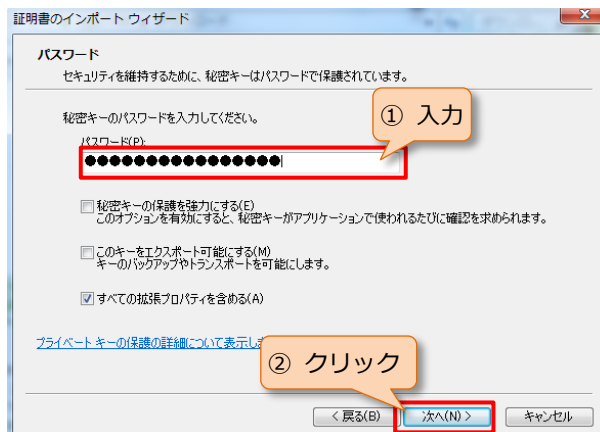 証明書のインポート ウィザード
パスワード
セキュリティを維持するために、秘密キーはパスワードで保護されています。
秘密キーのパスワードを入力してください。
① 入力
パスワード(P):
●●●●●●●●●●●●●●●●
秘密キーの保護を強力にする(E)
このオプションを有効にすると、秘密キーがアプリケーションで使われるたびに確認を求められます。
このキーをエクスポート可能にする(M)
キーのバックアップやトランスポートを可能にします。
すべての拡張プロパティを含める(A)
プライベート キーの保護の詳細について表示し
② クリック
< 戻る(B)
次へ(N) >
キャンセル